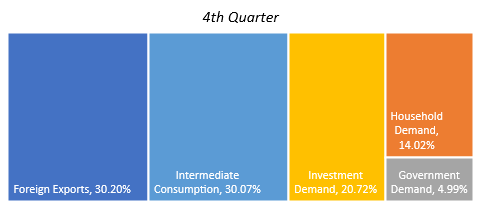 4th Quarter
Foreign Exports, 30.20%
Intermediate
Consumption, 30.07%
Investment
Demand, 20.72%
Household
Demand,
14.02%
Government
Demand, 4.99%